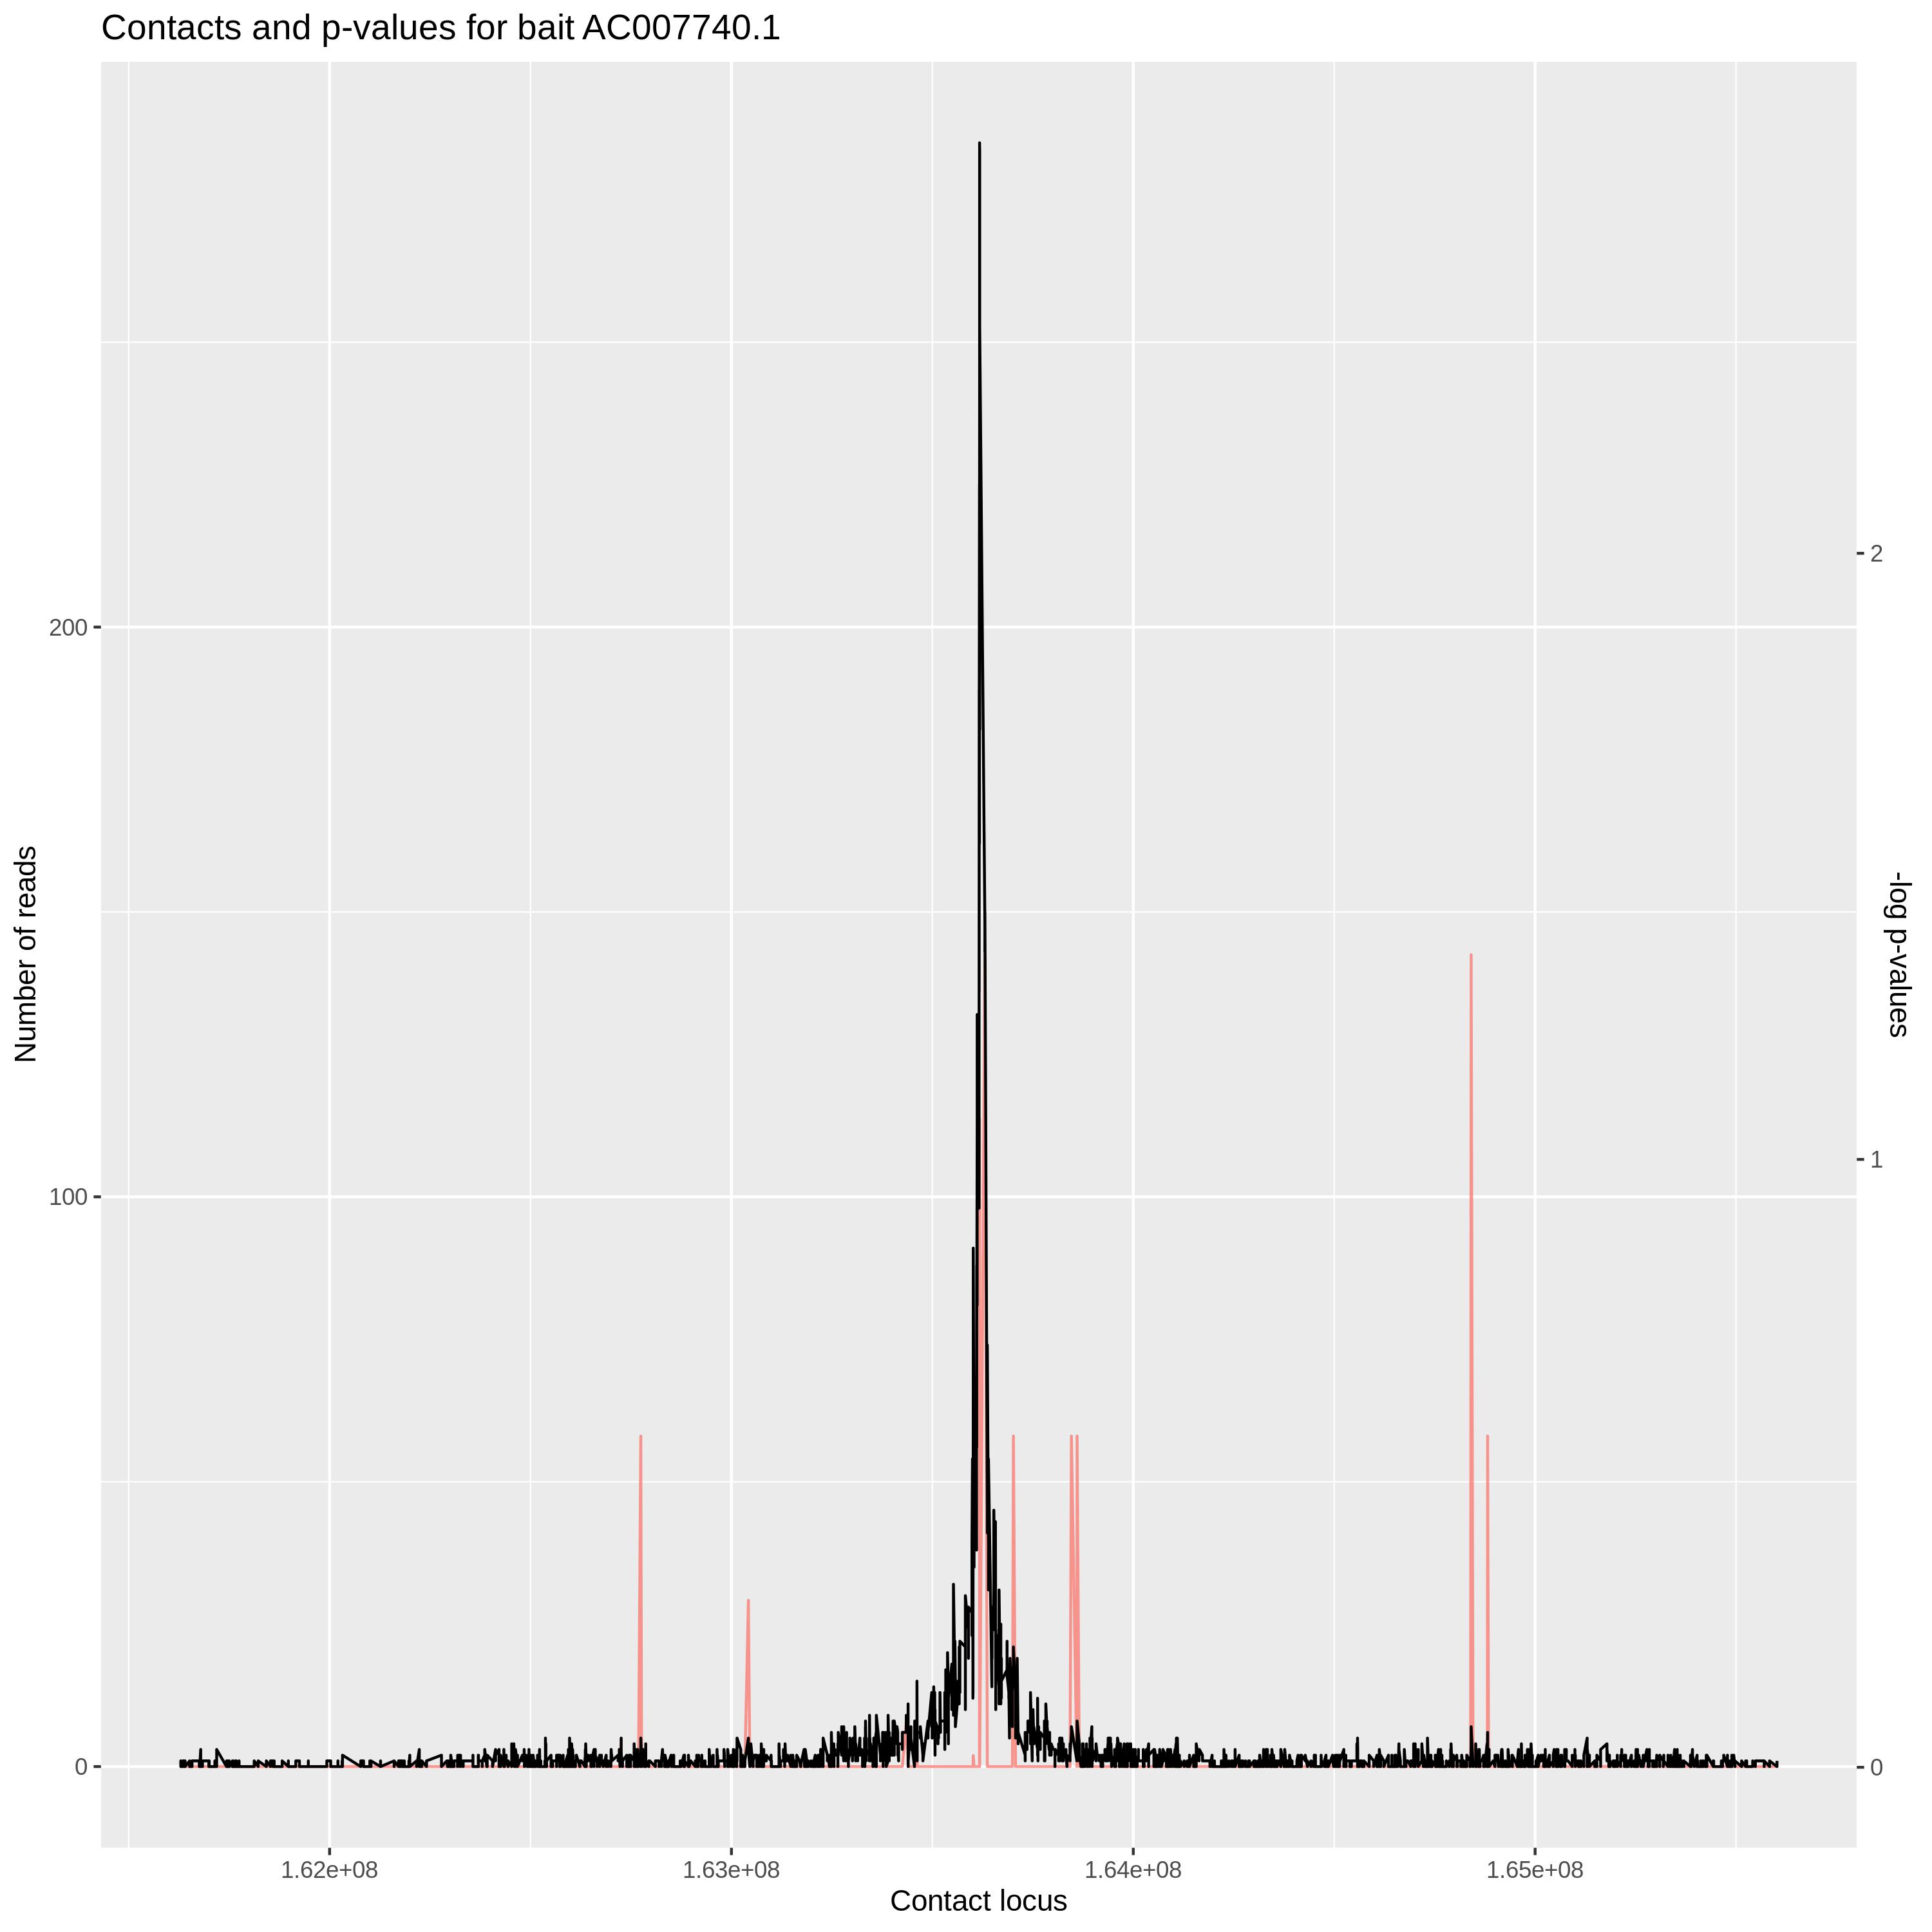 Contacts and p-values for bait AC007740.1
200
100
0
Number of reads
2
1
0
-log p-values
1.62e+08
1.63e+08
1.64e+08
1.65e+08
Contact locus